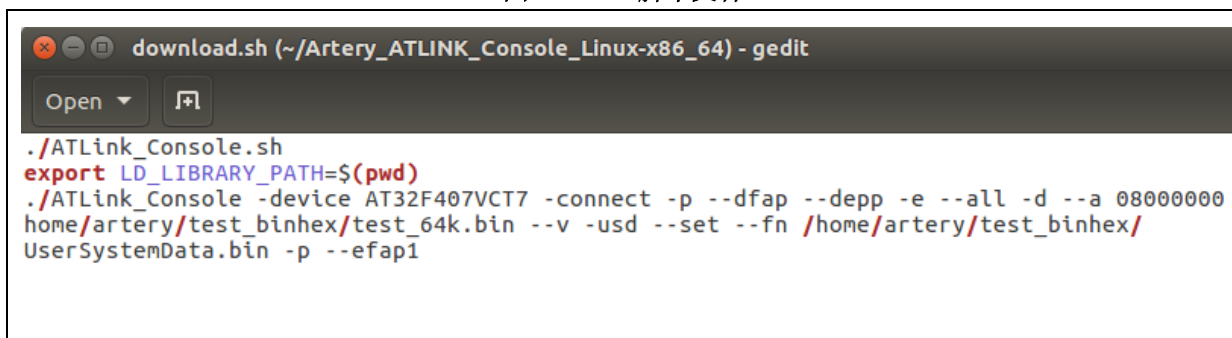 download.sh (~/Artery_ATLINK_Console_Linux-x86_64) - gedit
Open
./ATLink_Console.sh
export LD_LIBRARY_PATH=$(pwd)
./ATLink_Console -device AT32F407VCT7 -connect -p --dfap --depp -e --all -d --a 08000000
home/artery/test_binhex/test_64k.bin --v -usd --set --fn /home/artery/test_binhex/
UserSystemData.bin -p --efap1